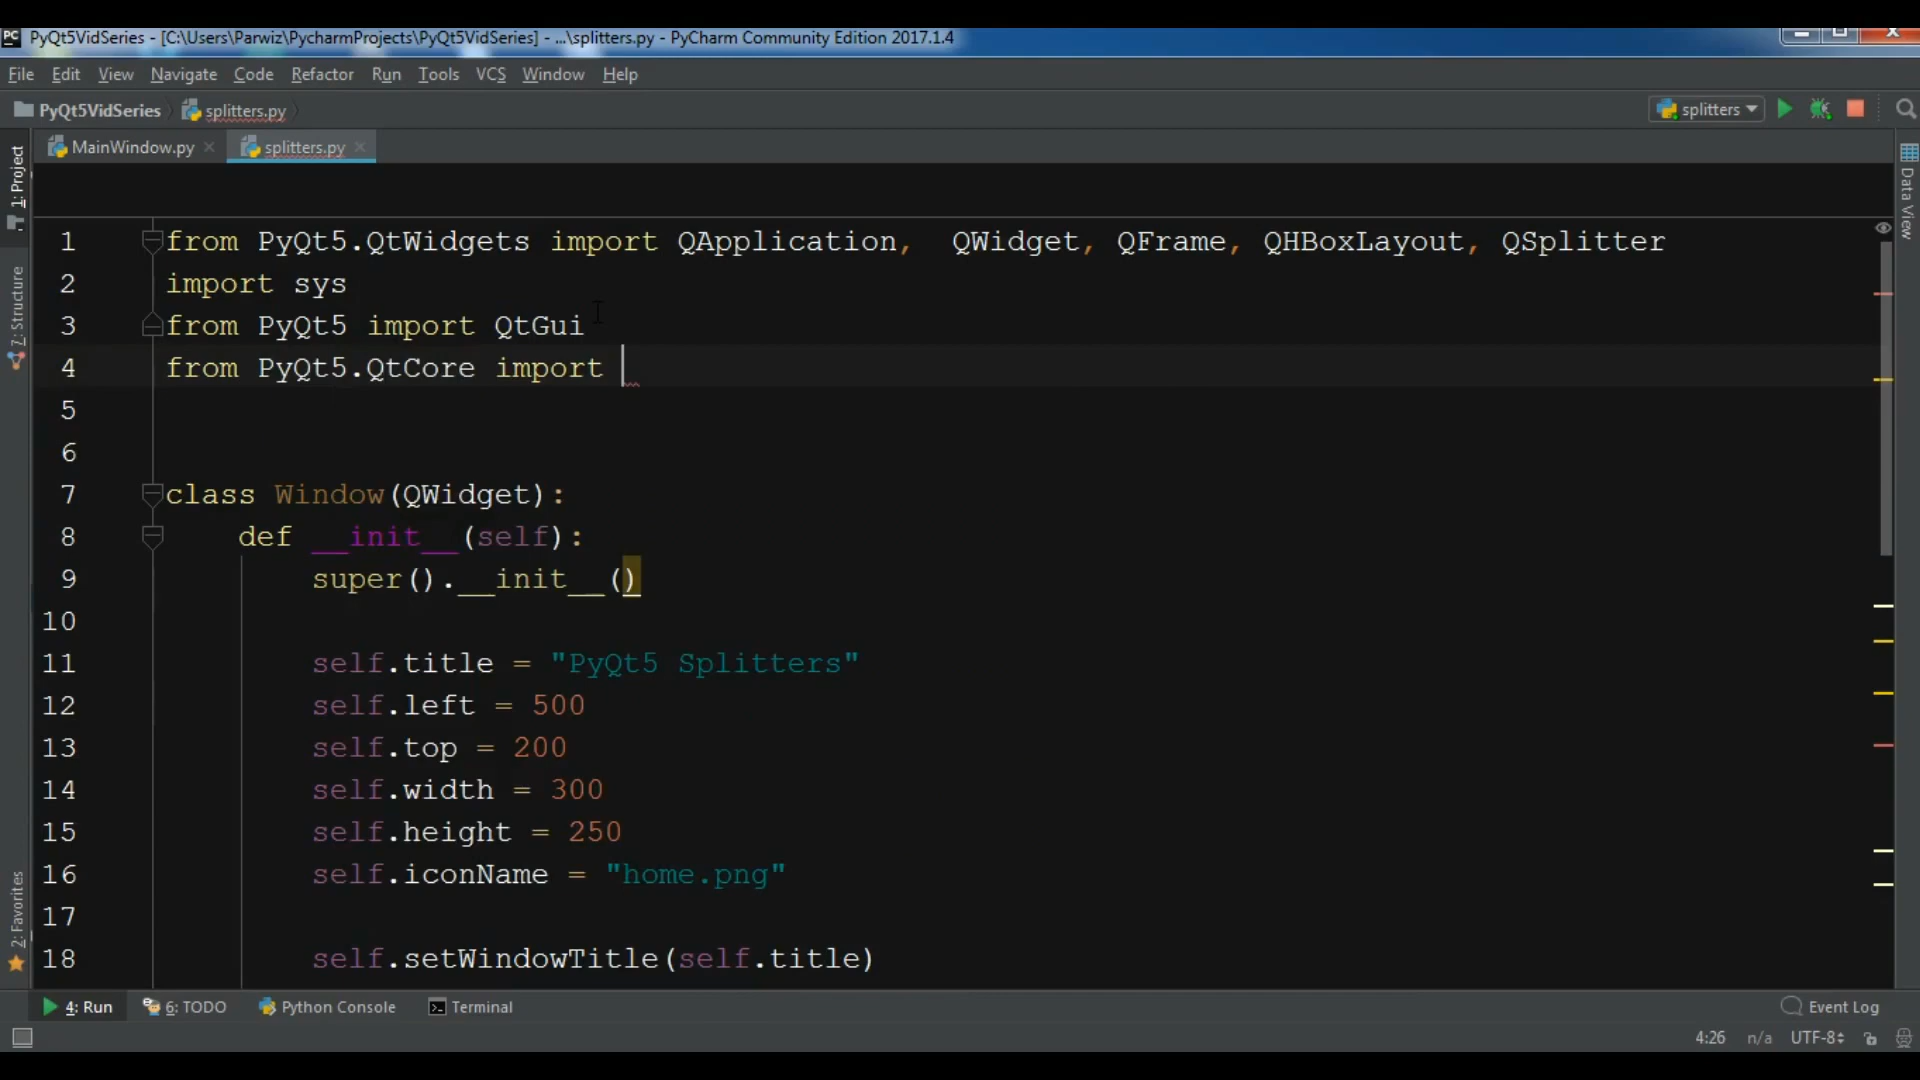 PyQt5VidSeries - [C:\Users\Parwiz\PycharmProjects\PyQt5VidSeries] - ...\splitters.py - PyCharm Community Edition 2017.1.4
File Edit View Navigate Code Refactor Run Tools VCS Window Help
PyQt5VidSeries splitters.py splitters
MainWindow.py splitters.py
1: Project
7: Structure
2: Favorites
Data View
1 from PyQt5.QtWidgets import QApplication,  QWidget, QFrame, QHBoxLayout, QSplitter
2 import sys
3 from PyQt5 import QtGui
4 from PyQt5.QtCore import
5
6
7 class Window(QWidget):
8     def __init__(self):
9         super().__init__()
10
11         self.title = "PyQt5 Splitters"
12         self.left = 500
13         self.top = 200
14         self.width = 300
15         self.height = 250
16         self.iconName = "home.png"
17
18         self.setWindowTitle(self.title)
4: Run 6: TODO Python Console Terminal Event Log
4:26 n/a UTF-8